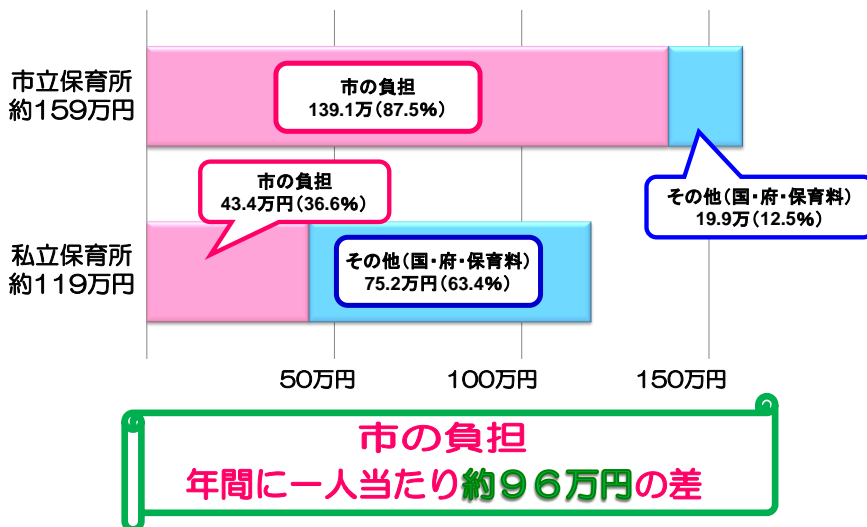 市立保育所
約159万円
市の負担
139.1万(87.5%)
その他(国・府・保育料)
19.9万(12.5%)
市の負担
43.4万円(36.6%)
私立保育所
約119万円
その他(国・府・保育料)
75.2万円(63.4%)
50万円
100万円
150万円
市の負担
年間に一人当たり約96万円の差